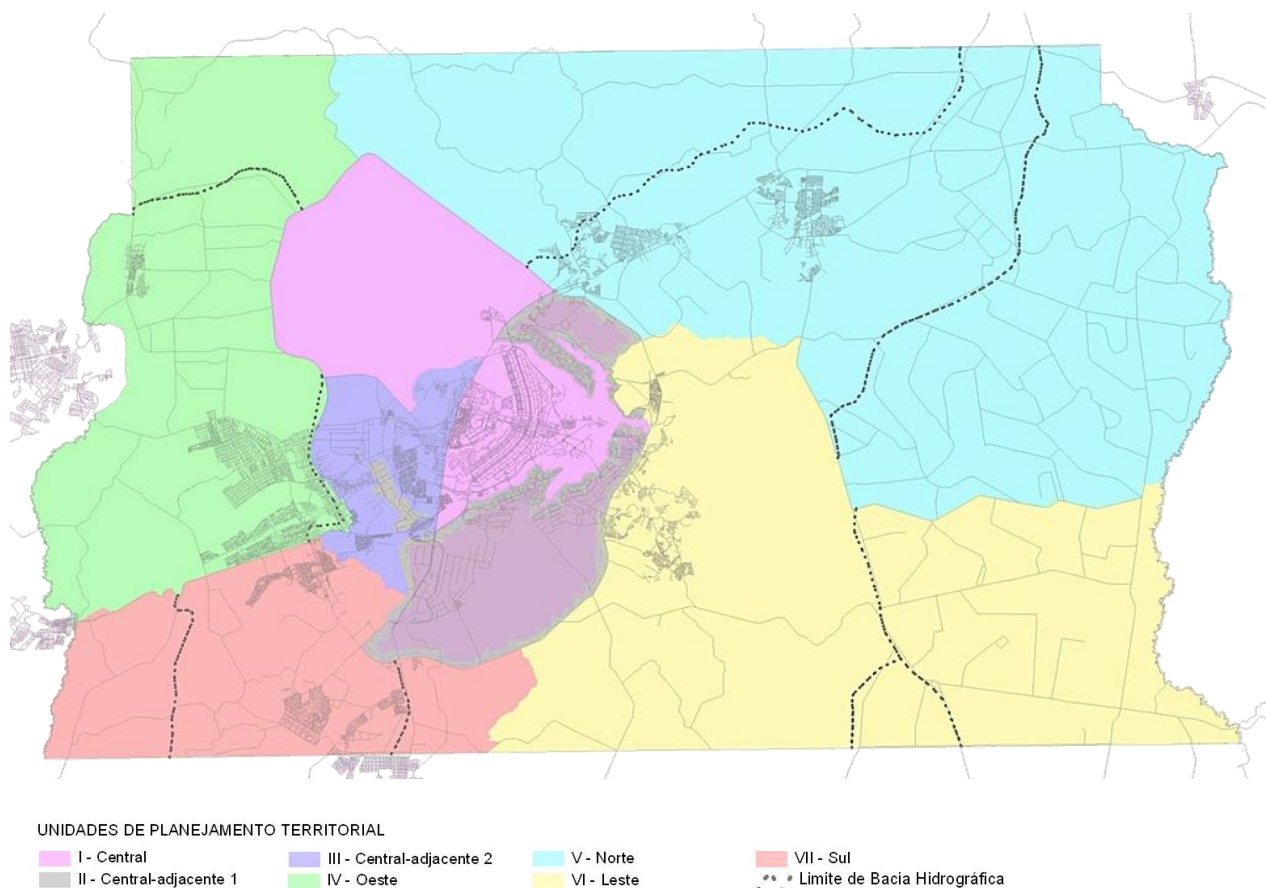 UNIDADES DE PLANEJAMENTO TERRITORIAL
I - Central
II - Central-adjacente 1
III - Central-adjacente 2
IV - Oeste
V - Norte
VI - Leste
VII - Sul
Limite de Bacia Hidrográfica